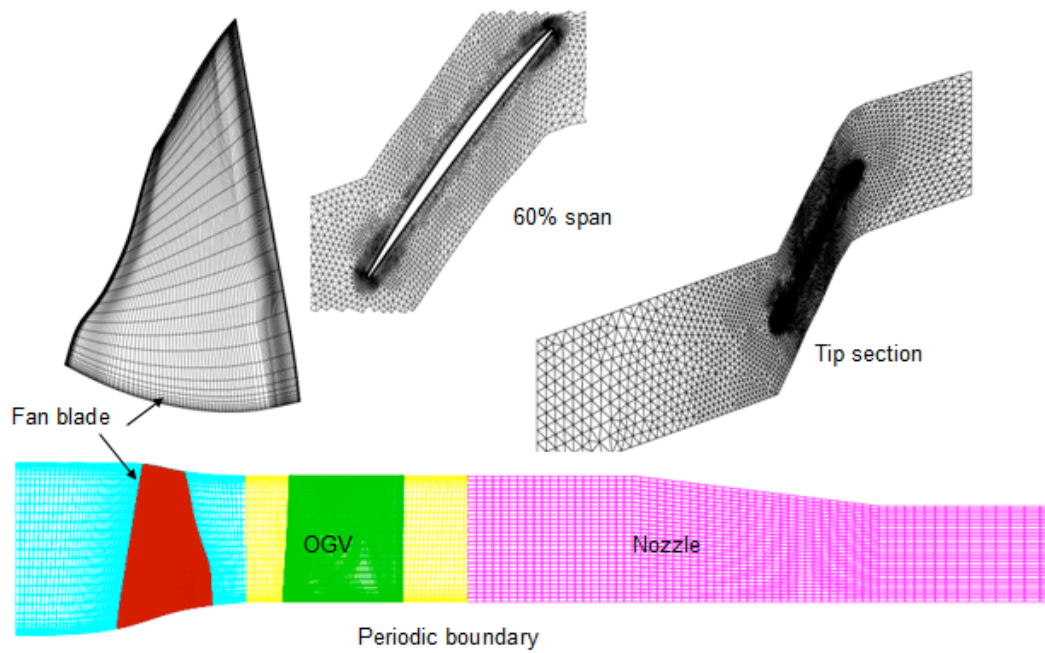 60% span
Tip section
Fan blade
OGV
Nozzle
Periodic boundary